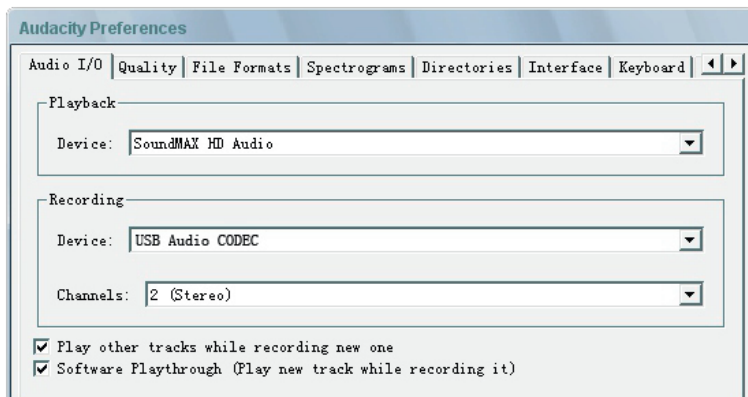 Audacity Preferences
Audio I/O Quality File Formats Spectrograms Directories Interface Keyboard
Playback
Device: SoundMAX HD Audio
Recording
Device: USB Audio CODEC
Channels: 2 (Stereo)
Play other tracks while recording new one
Software Playthrough (Play new track while recording it)